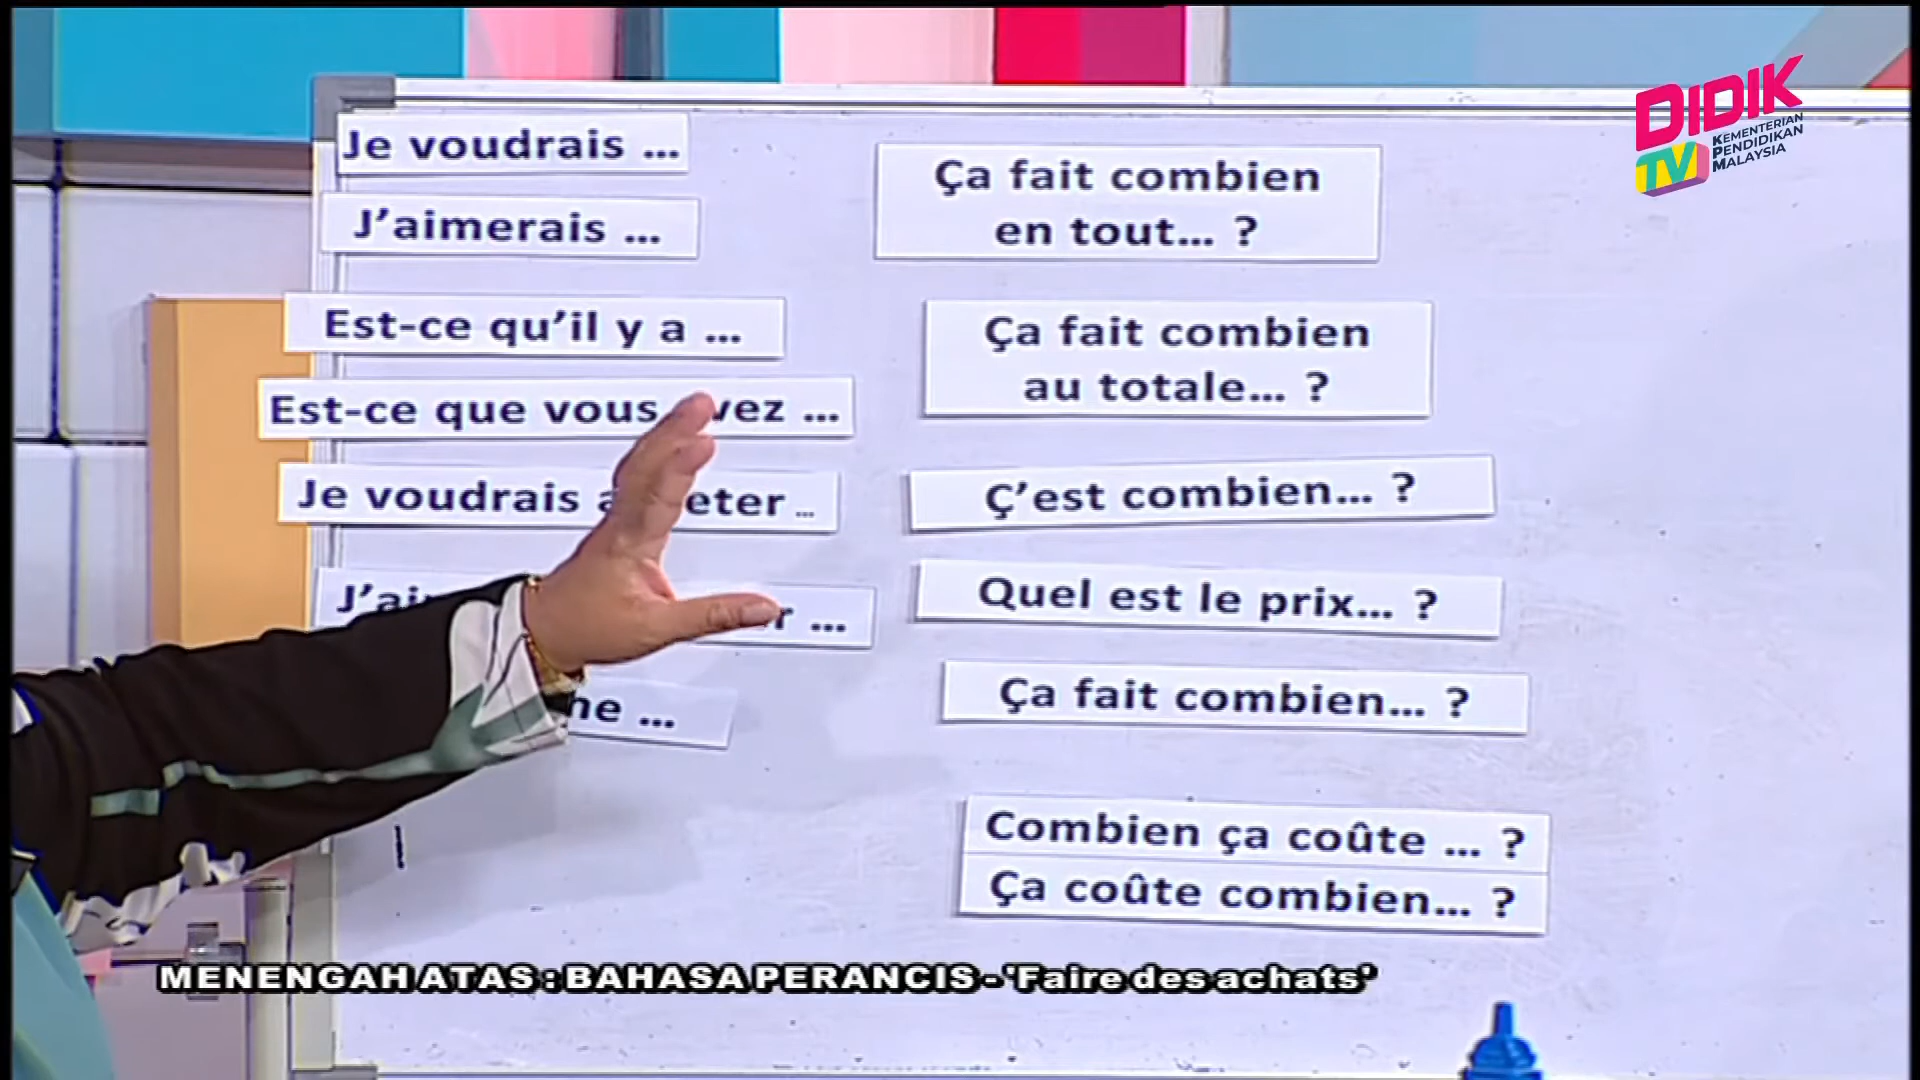 Je voudrais ...
J'aimerais ...
Est-ce qu'il y a ...
Est-ce que vous ...
Je voudrais ...
...
...
Ça fait combien
en tout... ?
Ça fait combien
au totale... ?
Ç'est combien... ?
Quel est le prix... ?
Ça fait combien... ?
Combien ça coûte ... ?
Ça coûte combien... ?
DIDIK
TV
KEMENTERIAN
PENDIDIKAN
MALAYSIA
MENENGAH ATAS : BAHASA PERANCIS - 'Faire des achats'